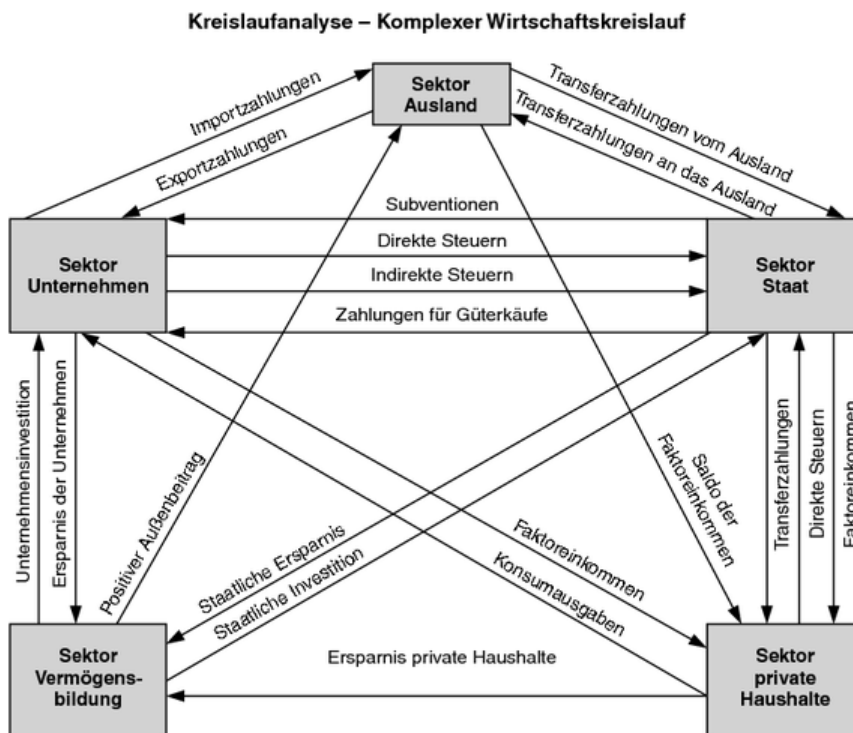 Kreislaufanalyse – Komplexer Wirtschaftskreislauf
Sektor
Ausland
Importzahlungen
Exportzahlungen
Transferzahlungen vom Ausland
Transferzahlungen an das Ausland
Subventionen
Direkte Steuern
Indirekte Steuern
Zahlungen für Güterkäufe
Sektor
Unternehmen
Sektor
Staat
Unternehmensinvestition
Ersparnis der Unternehmen
Positiver Außenbeitrag
Staatliche Ersparnis
Staatliche Investition
Faktoreinkommen
Konsumausgaben
Saldo der
Faktoreinkommen
Transferzahlungen
Direkte Steuern
Faktoreinkommen
Sektor
Vermögens-
bildung
Ersparnis private Haushalte
Sektor
private
Haushalte